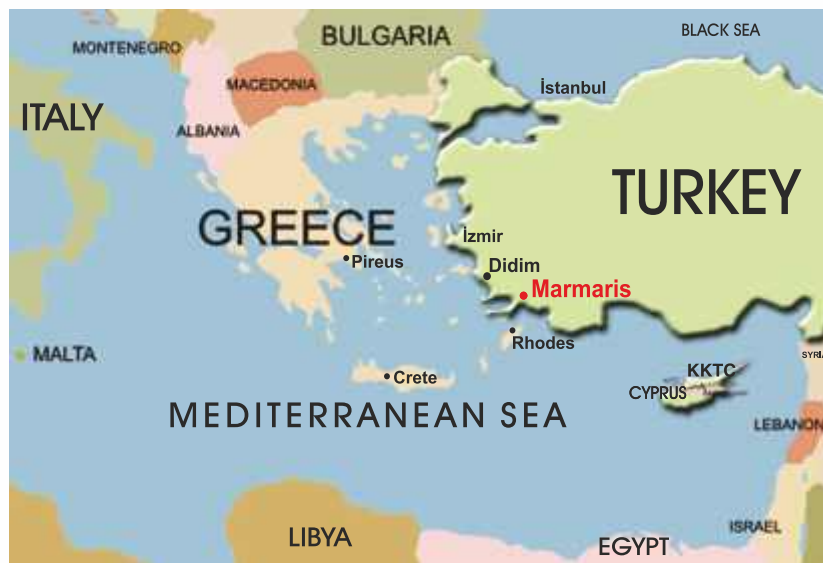 BLACK SEA
BULGARIA
MONTENEGRO
MACEDONIA
İstanbul
ITALY
ALBANIA
TURKEY
GREECE
İzmir
Pireus
Didim
Marmaris
Rhodes
MALTA
SYRIA
KKTC
Crete
CYPRUS
MEDITERRANEAN SEA
LEBANON
ISRAEL
LIBYA
EGYPT